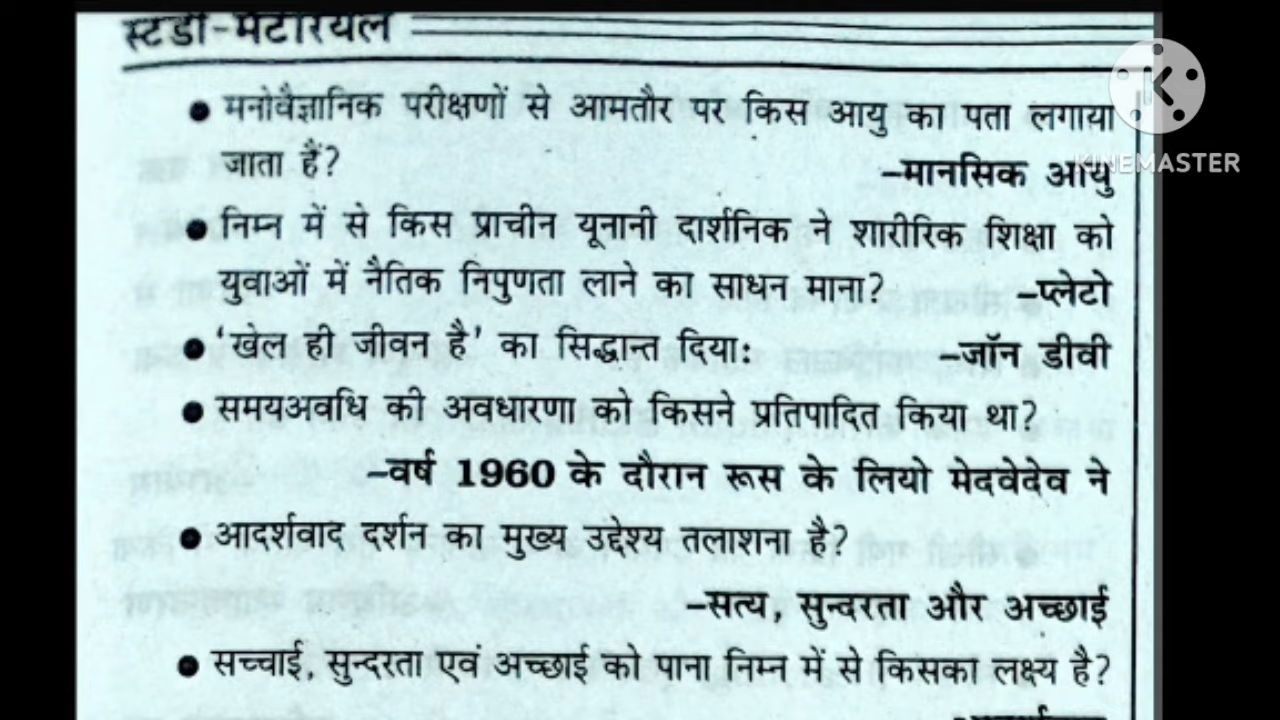 स्टडी-मटेरियल
● मनोवैज्ञानिक परीक्षणों से आमतौर पर किस आयु का पता लगाया
जाता हैं?
–मानसिक आयु
KINEMASTER
● निम्न में से किस प्राचीन यूनानी दार्शनिक ने शारीरिक शिक्षा को
युवाओं में नैतिक निपुणता लाने का साधन माना? –प्लेटो
● 'खेल ही जीवन है' का सिद्धान्त दिया: –जॉन डीवी
● समयअवधि की अवधारणा को किसने प्रतिपादित किया था?
–वर्ष 1960 के दौरान रूस के लियो मेदवेदेव ने
● आदर्शवाद दर्शन का मुख्य उद्देश्य तलाशना है?
–सत्य, सुन्दरता और अच्छाई
● सच्चाई, सुन्दरता एवं अच्छाई को पाना निम्न में से किसका लक्ष्य है?